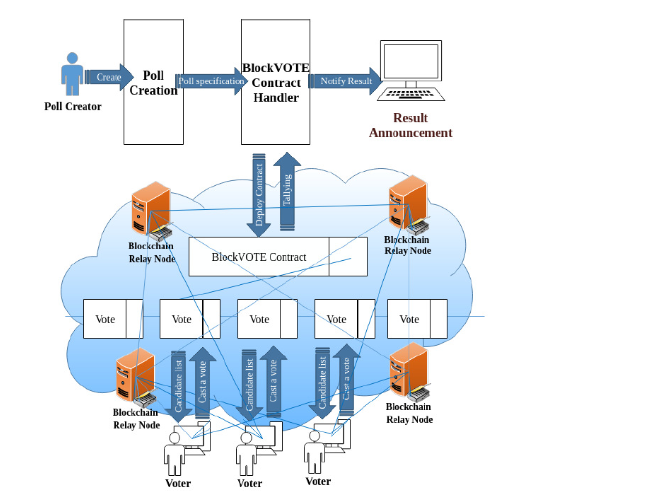 Create
Poll Creator
Poll
Creation
Poll specification
BlockVOTE
Contract
Handler
Notify Result
Result
Announcement
Deploy Contract
Tallying
Blockchain
Relay Node
Blockchain
Relay Node
BlockVOTE Contract
Vote
Vote
Vote
Vote
Vote
Candidate list
Cast a vote
Candidate list
Cast a vote
Candidate list
Cast a vote
Blockchain
Relay Node
Blockchain
Relay Node
Voter
Voter
Voter